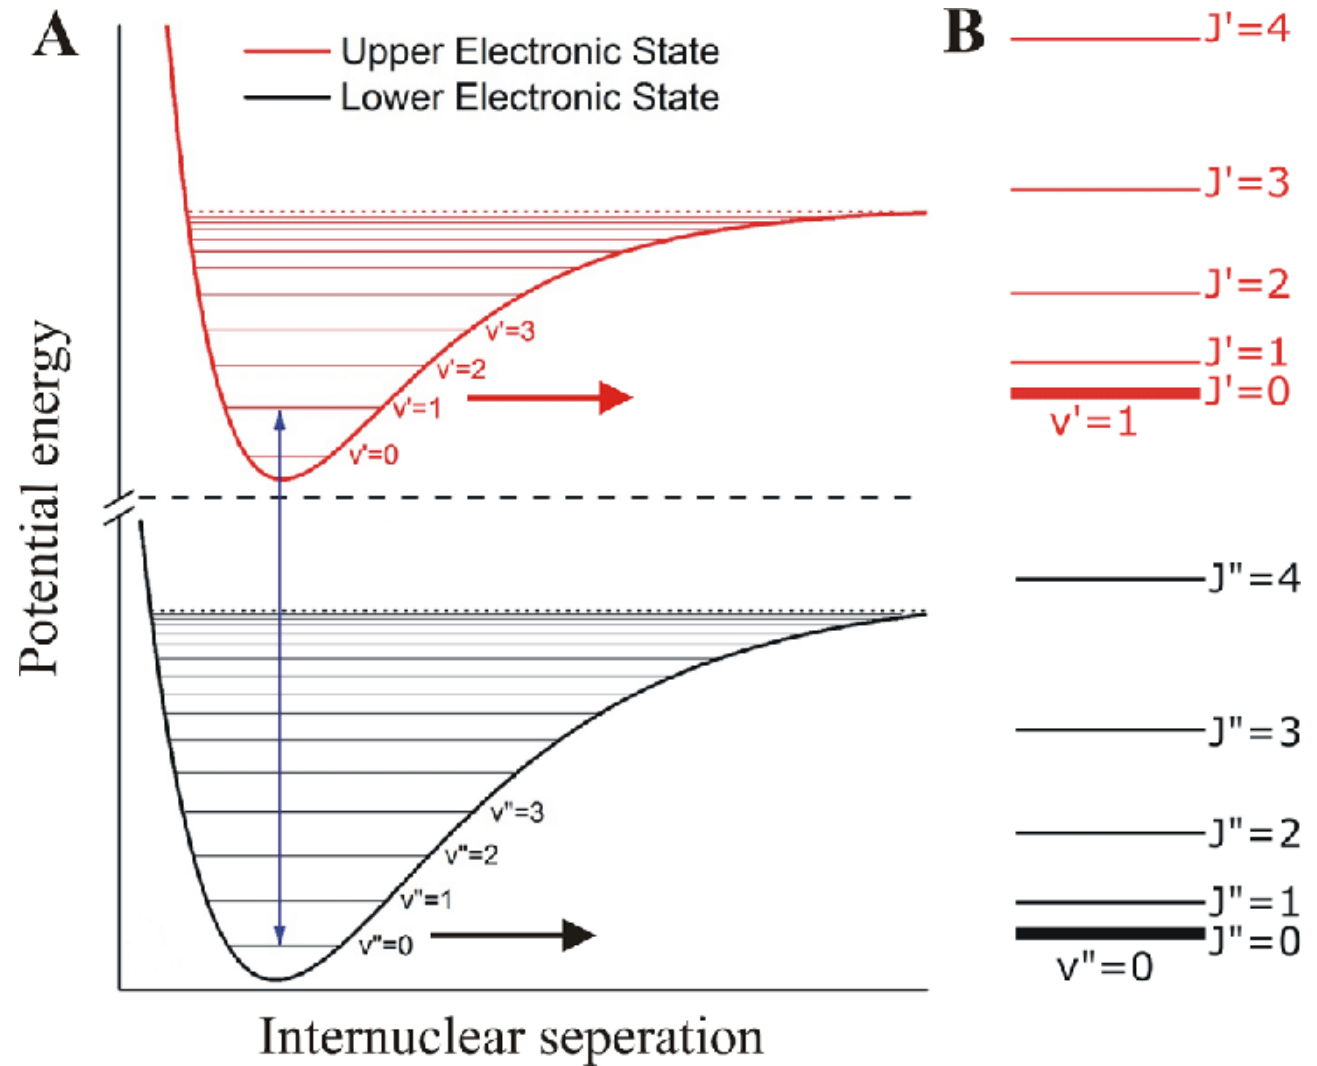 A
Upper Electronic State
Lower Electronic State
v'=3
v'=2
v'=1
v'=0
v"=3
v"=2
v"=1
v"=0
Potential energy
Internuclear seperation
B
J'=4
J'=3
J'=2
J'=1
J'=0
v'=1
J"=4
J"=3
J"=2
J"=1
J"=0
v"=0